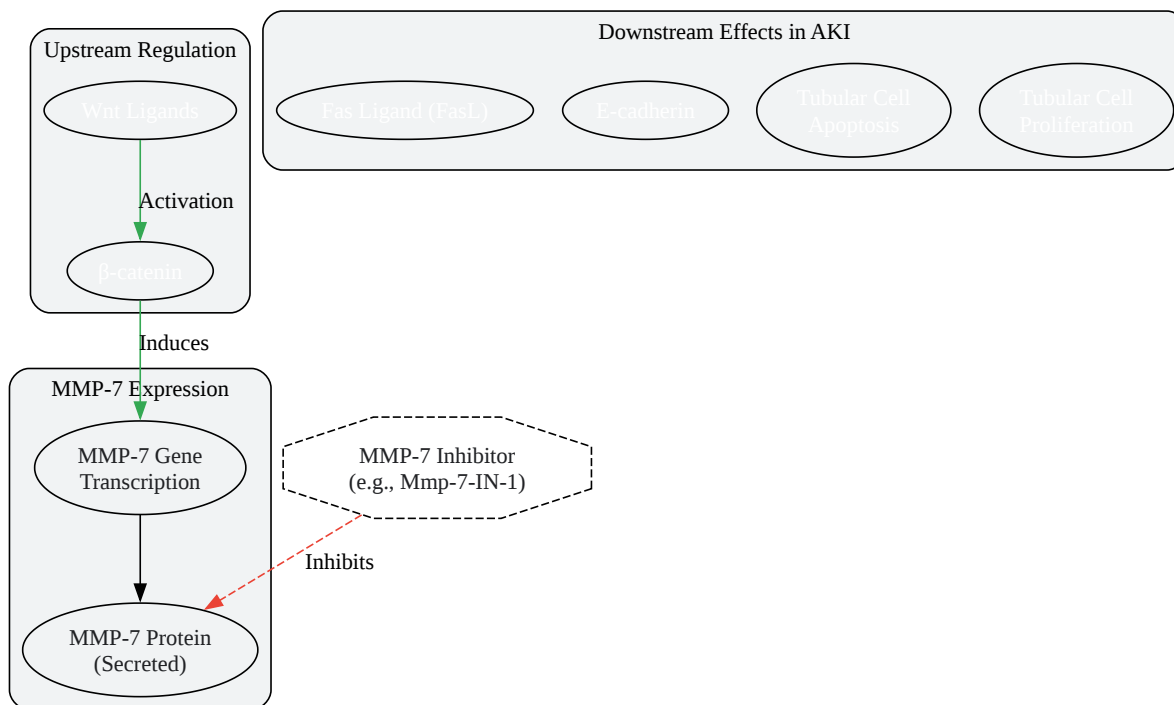 Upstream Regulation
Wnt Ligands
Activation
β-catenin
Induces
Downstream Effects in AKI
Fas Ligand (FasL)
E-cadherin
Tubular Cell
Apoptosis
Tubular Cell
Proliferation
MMP-7 Expression
MMP-7 Gene
Transcription
MMP-7 Inhibitor
(e.g., Mmp-7-IN-1)
Inhibits
MMP-7 Protein
(Secreted)